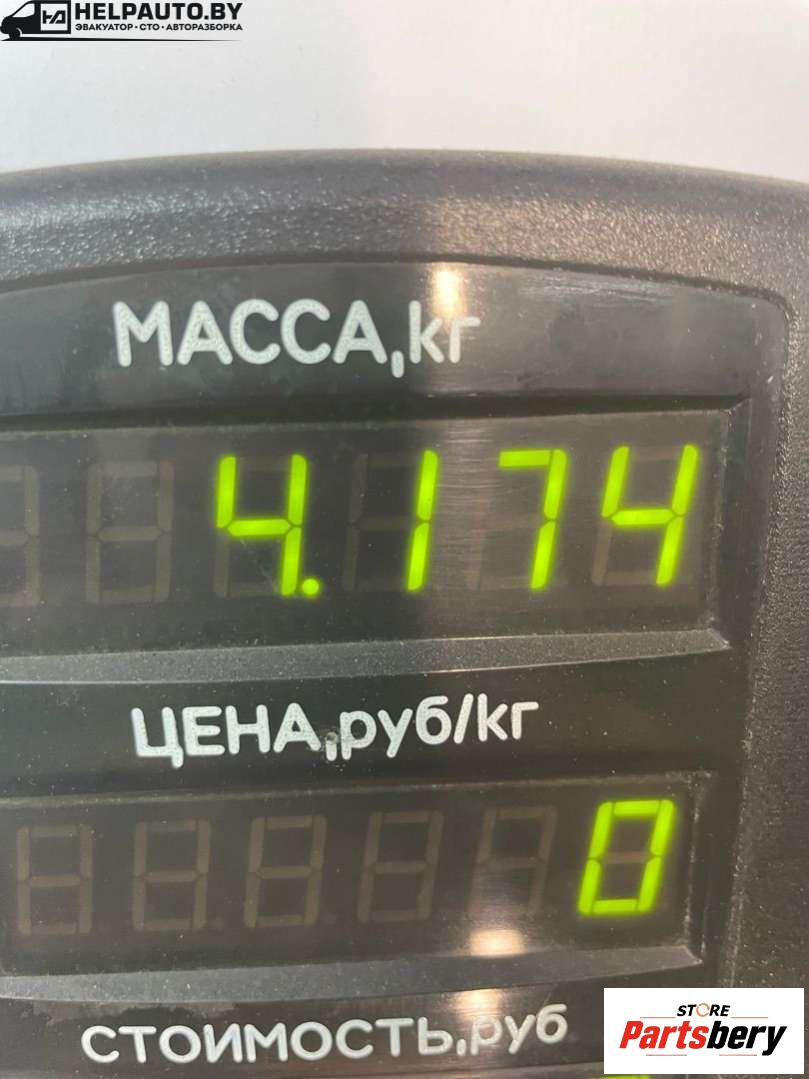 HELPAUTO.BY
ЭВАКУАТОР • СТО • АВТОРАЗБОРКА
МАССА,кг
4.174
ЦЕНА,руб/кг
0
СТОИМОСТЬ,руб
STORE
Partsbery